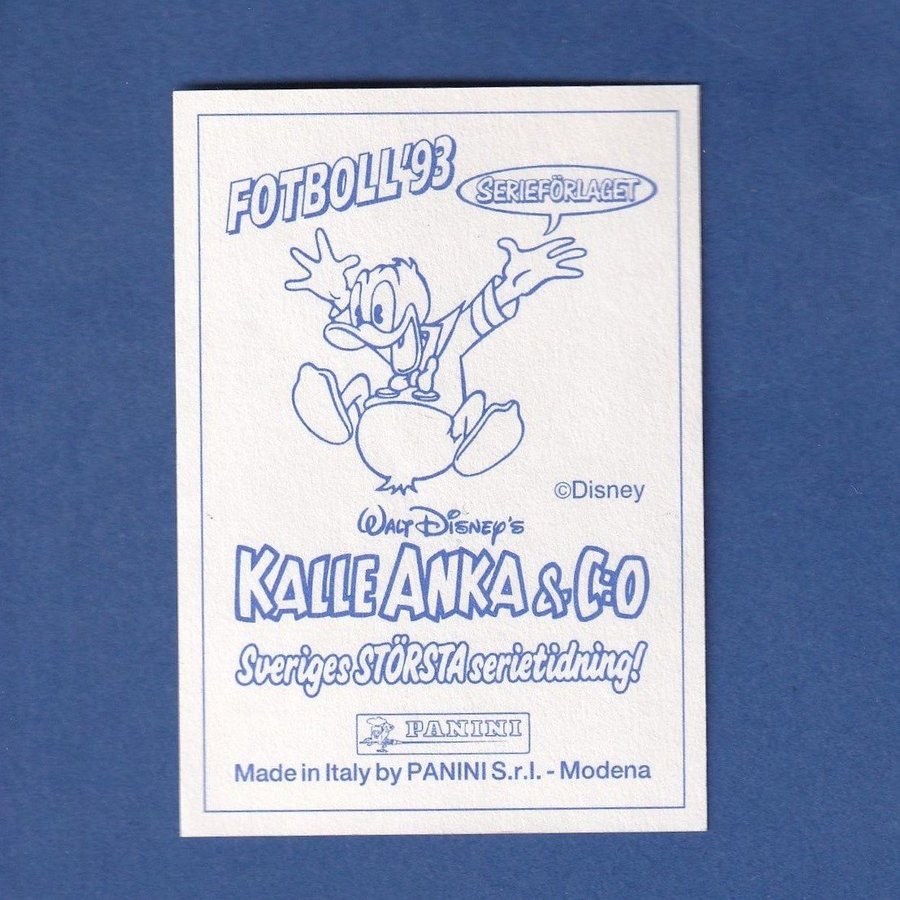 FOTBOLL'93
SERIEFÖRLAGET
©Disney
WALT DISNEY'S
KALLE ANKA & C:O
Sveriges STÖRSTA serietidning!
PANINI
Made in Italy by PANINI S.r.l. - Modena